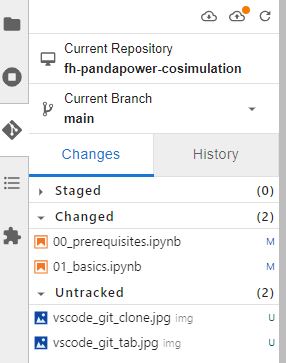 Current Repository
fh-pandapower-cosimulation
Current Branch
main
Changes History
Staged (0)
Changed (2)
00_prerequisites.ipynb M
01_basics.ipynb M
Untracked (2)
vscode_git_clone.jpg img U
vscode_git_tab.jpg img U